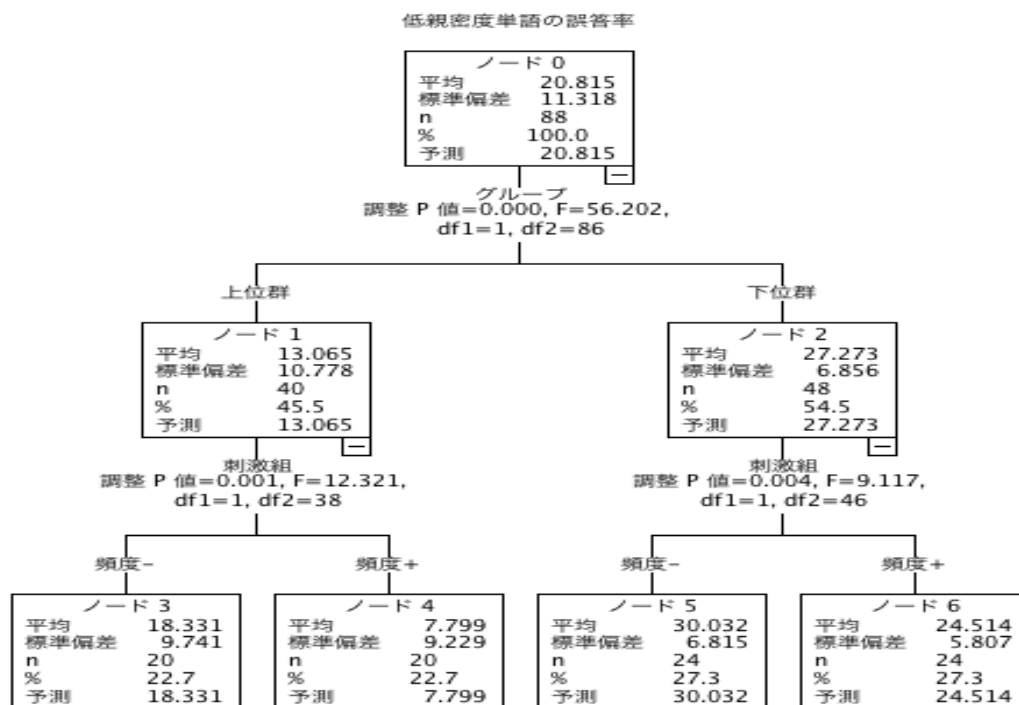 低親密度単語の誤答率
ノード 0
平均 20.815
標準偏差 11.318
n 88
% 100.0
予測 20.815
グループ
調整 P 値=0.000, F=56.202,
df1=1, df2=86
上位群
下位群
ノード 1
平均 13.065
標準偏差 10.778
n 40
% 45.5
予測 13.065
ノード 2
平均 27.273
標準偏差 6.856
n 48
% 54.5
予測 27.273
刺激組
調整 P 値=0.001, F=12.321,
df1=1, df2=38
刺激組
調整 P 値=0.004, F=9.117,
df1=1, df2=46
頻度-
頻度+
頻度-
頻度+
ノード 3
平均 18.331
標準偏差 9.741
n 20
% 22.7
予測 18.331
ノード 4
平均 7.799
標準偏差 9.229
n 20
% 22.7
予測 7.799
ノード 5
平均 30.032
標準偏差 6.815
n 24
% 27.3
予測 30.032
ノード 6
平均 24.514
標準偏差 5.807
n 24
% 27.3
予測 24.514